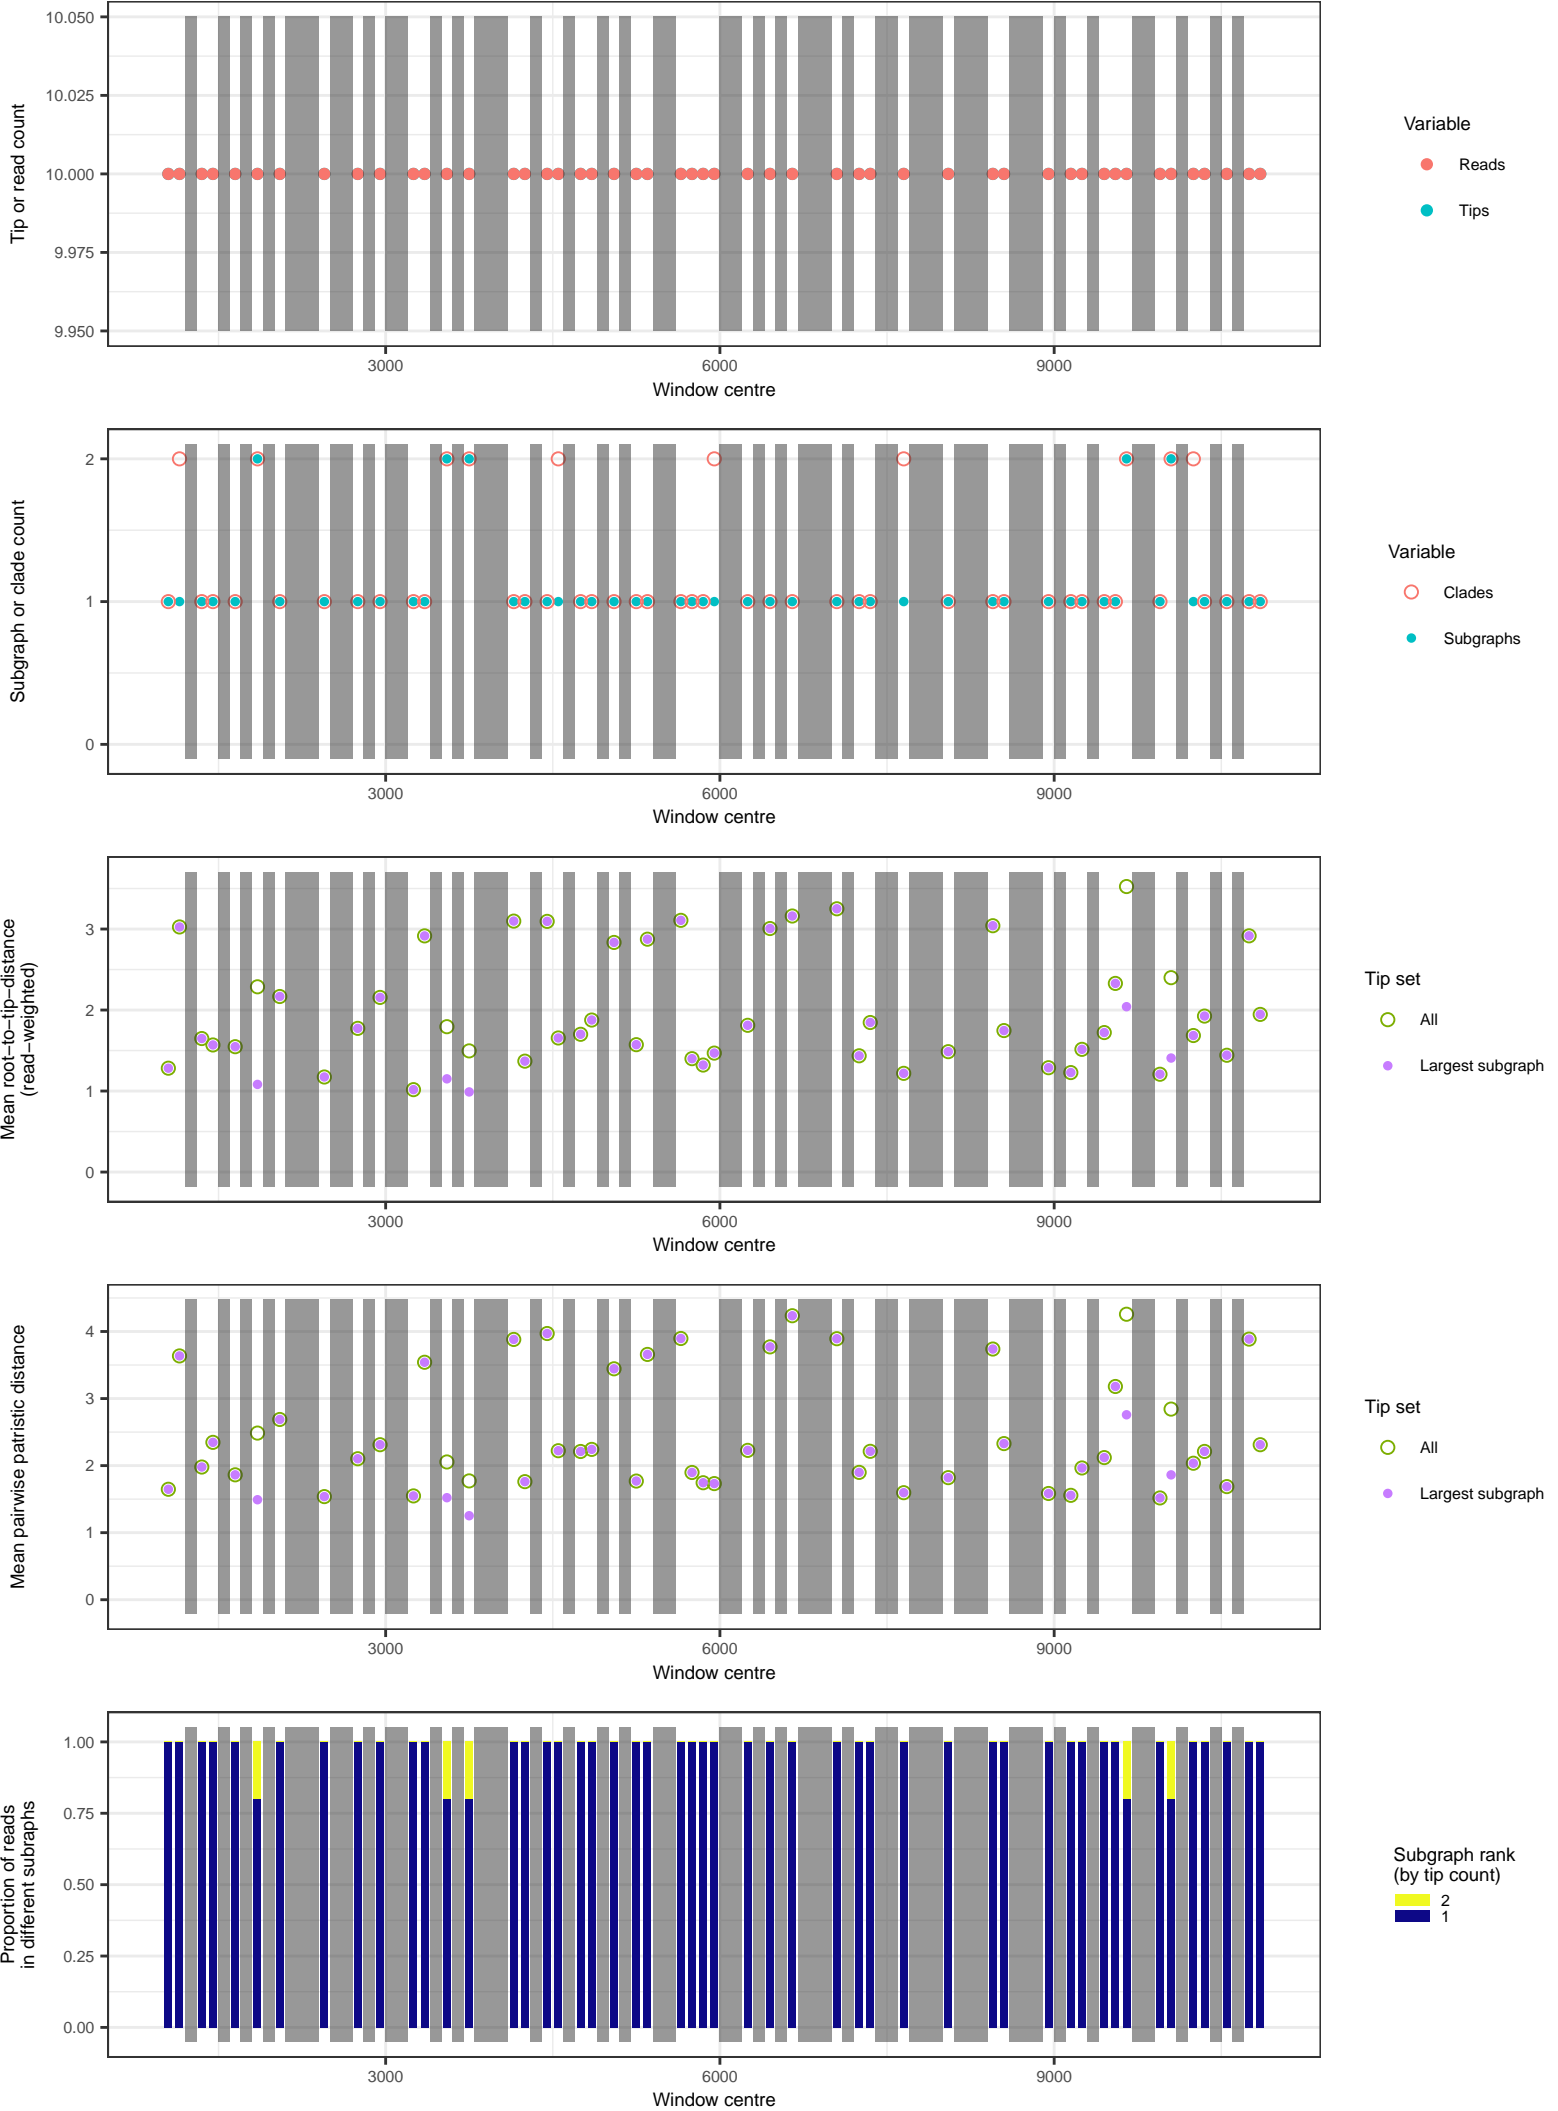 10.050
10.025
10.000
9.975
9.950
Tip or read count
3000 6000 9000
Window centre
Variable
Reads
Tips
2
1
0
Subgraph or clade count
3000 6000 9000
Window centre
Variable
Clades
Subgraphs
3
2
1
0
Mean root−to−tip−distance
(read−weighted)
3000 6000 9000
Window centre
Tip set
All
Largest subgraph
4
3
2
1
0
Mean pairwise patristic distance
3000 6000 9000
Window centre
Tip set
All
Largest subgraph
1.00
0.75
0.50
0.25
0.00
Proportion of reads
in different subraphs
3000 6000 9000
Window centre
Subgraph rank
(by tip count)
2
1